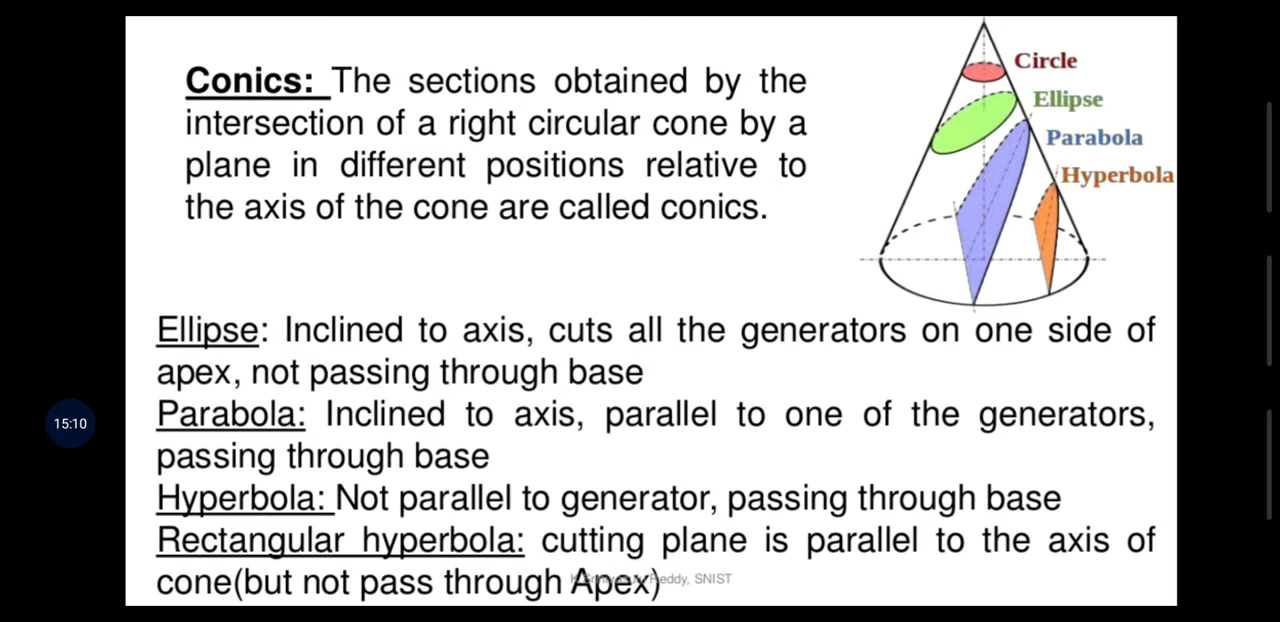 Conics: The sections obtained by the
intersection of a right circular cone by a
plane in different positions relative to
the axis of the cone are called conics.
Circle
Ellipse
Parabola
Hyperbola
Ellipse: Inclined to axis, cuts all the generators on one side of
apex, not passing through base
Parabola: Inclined to axis, parallel to one of the generators,
passing through base
Hyperbola: Not parallel to generator, passing through base
Rectangular hyperbola: cutting plane is parallel to the axis of
cone(but not pass through Apex)
Reddy, SNIST
15:10